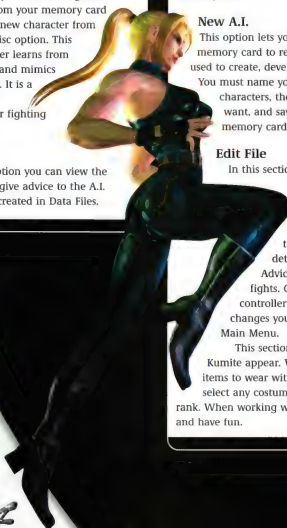 om your memory card
new character from
isc option. This
er learns from
and mimics
. It is a
r fighting
ption you can view the
give advice to the A.I.
created in Data Files.
New A.I.
This option lets yo
memory card to re
used to create, deve
You must name yo
characters, the
want, and sav
memory card
Edit File
In this sectio
t
det
Advic
fights. C
controller
changes you
Main Menu.
This section
Kumite appear. W
items to wear with
select any costum
rank. When working w
and have fun.